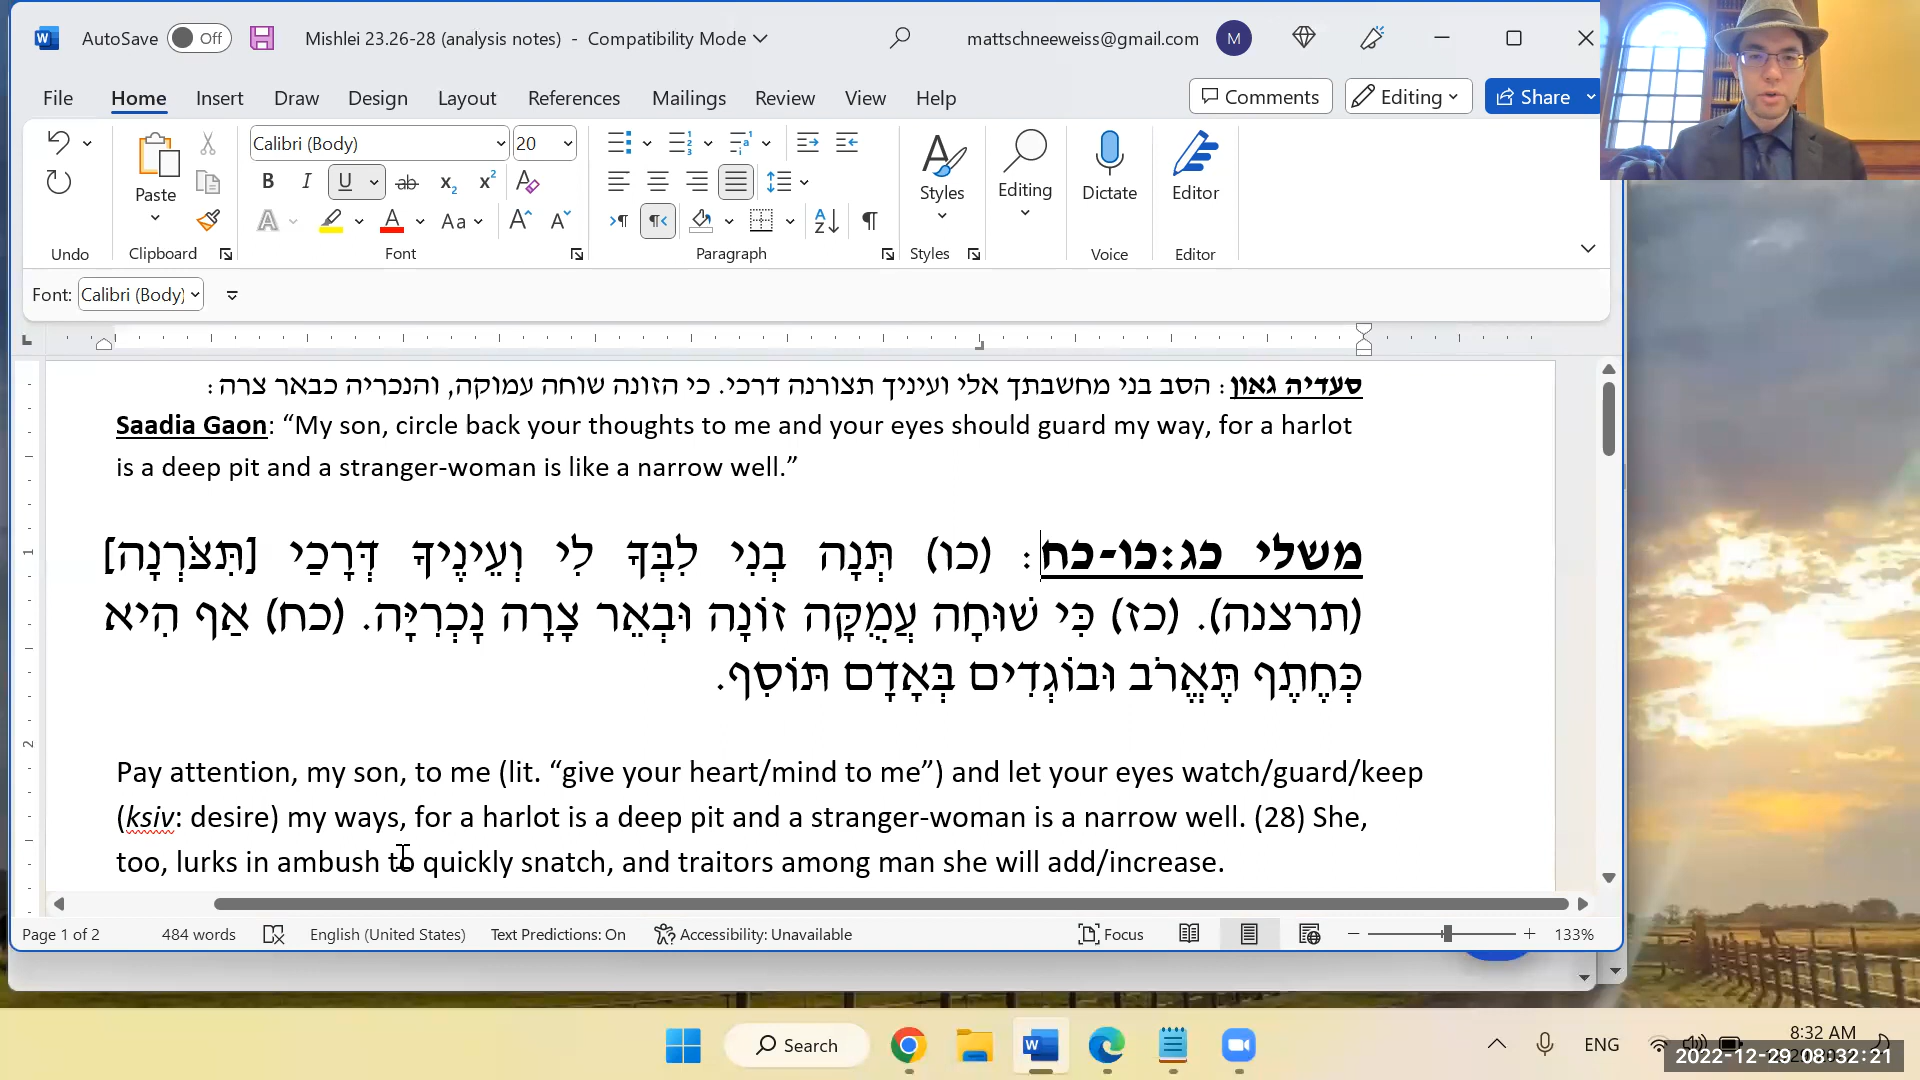 AutoSave Off Mishlei 23.26-28 (analysis notes) - Compatibility Mode mattschneeweiss@gmail.com M
File Home Insert Draw Design Layout References Mailings Review View Help Comments Editing Share
Calibri (Body) 20
Paste Styles Editing Dictate Editor
Undo Clipboard Font Paragraph Styles Voice Editor
Font: Calibri (Body)
סעדיה גאון: הסב בני מחשבתך אלי ועיניך תצורנה דרכי. כי הזונה שוחה עמוקה, והנכריה כבאר צרה:
Saadia Gaon: “My son, circle back your thoughts to me and your eyes should guard my way, for a harlot
is a deep pit and a stranger-woman is like a narrow well.”
משלי כג:כו-כח: (כו) תְּנָה בְנִי לִבְּךָ לִי וְעֵינֶיךָ דְּרָכַי [תִּצֹּרְנָה]
(תרצנה). (כז) כִּי שׁוּחָה עֲמֻקָּה זוֹנָה וּבְאֵר צָרָה נָכְרִיָּה. (כח) אַף הִיא
כְּחֶתֶף תֶּאֱרֹב וּבוֹגְדִים בְּאָדָם תּוֹסִף.
Pay attention, my son, to me (lit. “give your heart/mind to me”) and let your eyes watch/guard/keep
(ksiv: desire) my ways, for a harlot is a deep pit and a stranger-woman is a narrow well. (28) She,
too, lurks in ambush to quickly snatch, and traitors among man she will add/increase.
Page 1 of 2 484 words English (United States) Text Predictions: On Accessibility: Unavailable Focus 133%
Search ENG 8:32 AM
2022-12-29 08:32:21